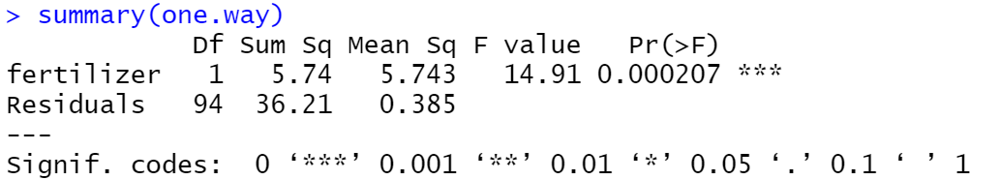 > summary(one.way)
            Df Sum Sq Mean Sq F value   Pr(>F)
fertilizer   1   5.74   5.743   14.91 0.000207 ***
Residuals   94  36.21   0.385
---
Signif. codes:  0 ‘***’ 0.001 ‘**’ 0.01 ‘*’ 0.05 ‘.’ 0.1 ‘ ’ 1